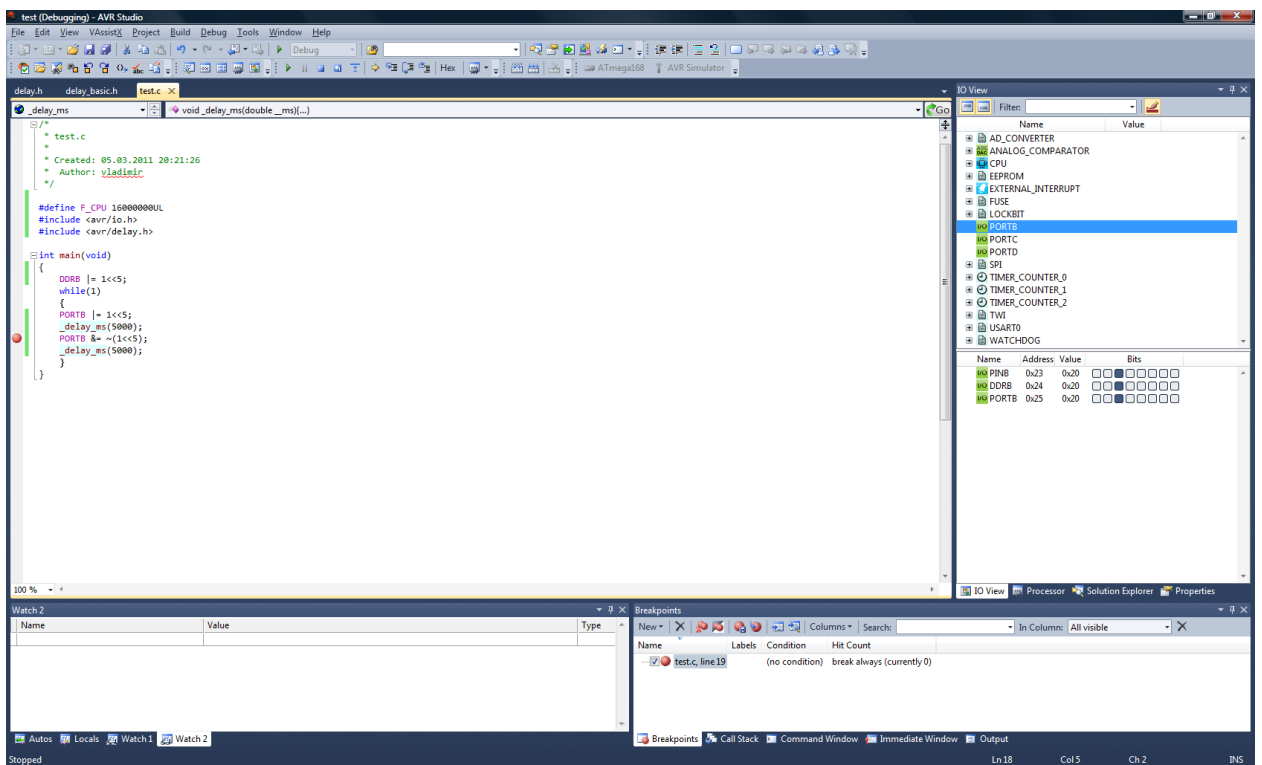 test (Debugging) - AVR Studio
File Edit View VAssistX Project Build Debug Tools Window Help
Debug
Hex ATmega168 AVR Simulator
delay.h delay_basic.h test.c
_delay_ms void _delay_ms(double __ms){...} Go
/*
* test.c
*
* Created: 05.03.2011 20:21:26
* Author: vladimir
*/
#define F_CPU 16000000UL
#include <avr/io.h>
#include <avr/delay.h>
int main(void)
{
DDRB |= 1<<5;
while(1)
{
PORTB |= 1<<5;
_delay_ms(5000);
PORTB &= ~(1<<5);
_delay_ms(5000);
}
}
100 %
IO View
Filter:
Name Value
AD_CONVERTER
ANALOG_COMPARATOR
CPU
EEPROM
EXTERNAL_INTERRUPT
FUSE
LOCKBIT
I/O PORTB
I/O PORTC
I/O PORTD
SPI
TIMER_COUNTER_0
TIMER_COUNTER_1
TIMER_COUNTER_2
TWI
USART0
WATCHDOG
Name Address Value Bits
I/O PINB 0x23 0x20
I/O DDRB 0x24 0x20
I/O PORTB 0x25 0x20
IO View Processor Solution Explorer Properties
Watch 2
Name Value Type
Autos Locals Watch 1 Watch 2
Breakpoints
New Columns Search: In Column: All visible
Name Labels Condition Hit Count
test.c, line 19 (no condition) break always (currently 0)
Breakpoints Call Stack Command Window Immediate Window Output
Stopped Ln 18 Col 5 Ch 2 INS